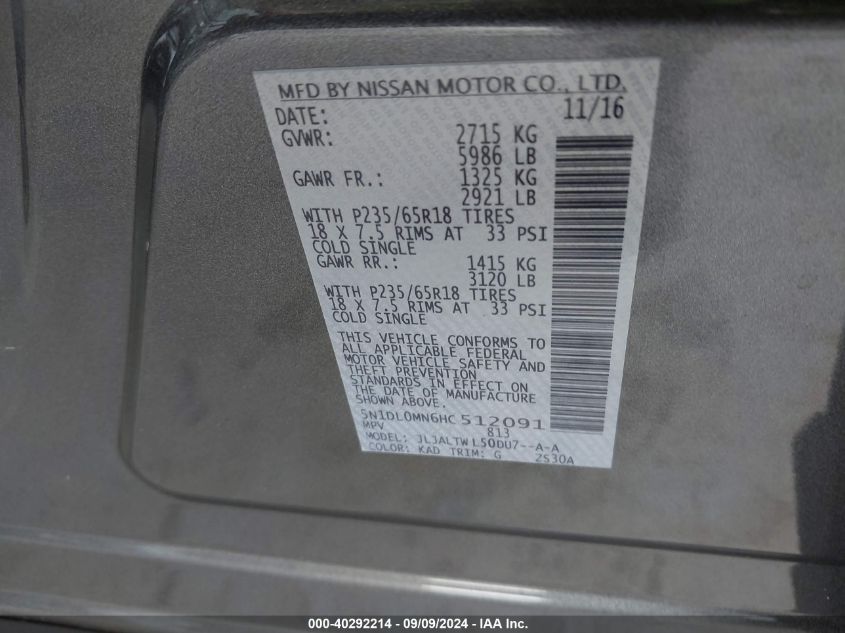 MFD BY NISSAN MOTOR CO., LTD.
DATE: 11/16
GVWR: 2715 KG
5986 LB
GAWR FR.: 1325 KG
2921 LB
WITH P235/65R18 TIRES
18 X 7.5 RIMS AT 33 PSI
COLD SINGLE
GAWR RR.: 1415 KG
3120 LB
WITH P235/65R18 TIRES
18 X 7.5 RIMS AT 33 PSI
COLD SINGLE
THIS VEHICLE CONFORMS TO
ALL APPLICABLE FEDERAL
MOTOR VEHICLE SAFETY AND
THEFT PREVENTION
STANDARDS IN EFFECT ON
THE DATE OF MANUFACTURE
SHOWN ABOVE.
5N1DL0MN6HC512091
MPV 813
MODEL: JLJALTWLS0DU7--A-A
COLOR: KAD TRIM: G 2S30A
000-40292214 - 09/09/2024 - IAA Inc.